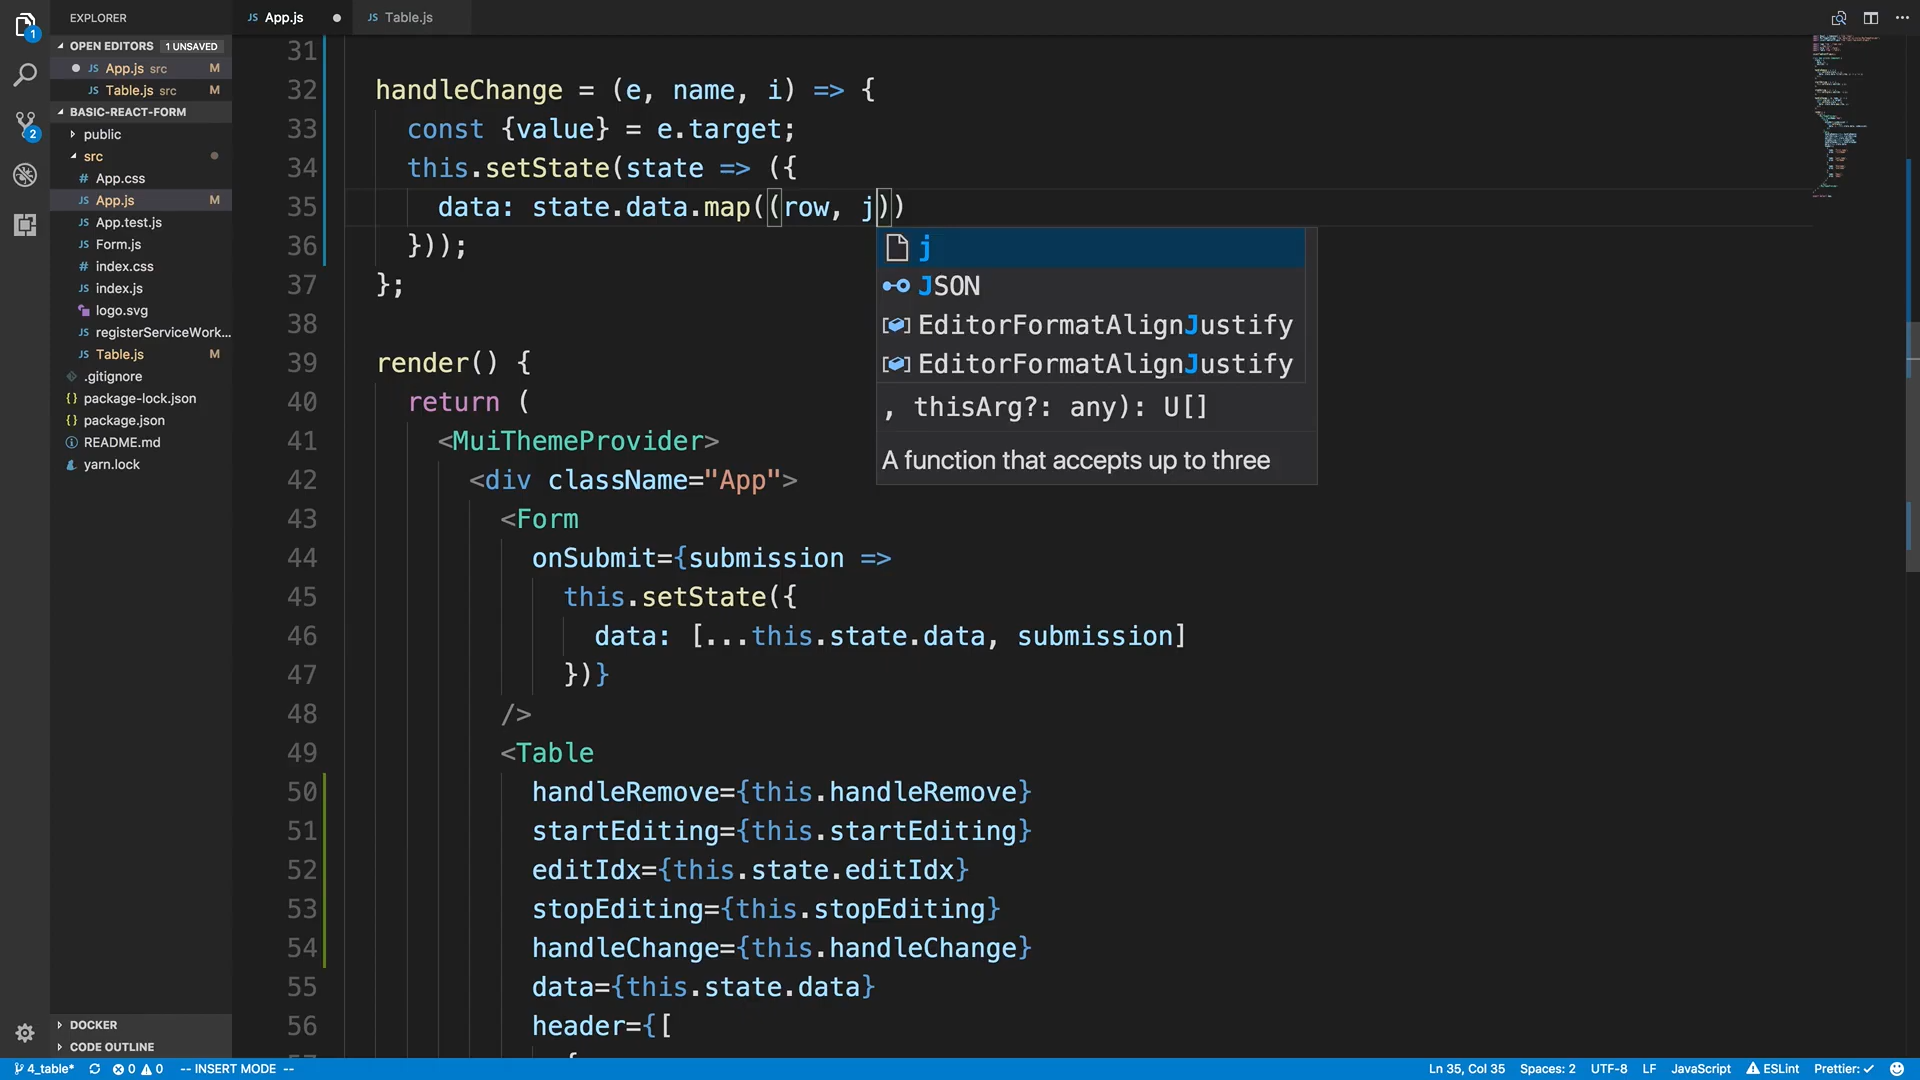 EXPLORER
JS App.js
JS Table.js
OPEN EDITORS 1 UNSAVED
JS App.js src M
JS Table.js src M
BASIC-REACT-FORM
public
src
# App.css
JS App.js M
JS App.test.js
JS Form.js
# index.css
JS index.js
logo.svg
JS registerServiceWork...
JS Table.js M
.gitignore
{} package-lock.json
{} package.json
README.md
yarn.lock
DOCKER
CODE OUTLINE
1
2
31
32 handleChange = (e, name, i) => {
33 const {value} = e.target;
34 this.setState(state => ({
35 data: state.data.map((row, j))
36 }));
37 };
38
39 render() {
40 return (
41 <MuiThemeProvider>
42 <div className="App">
43 <Form
44 onSubmit={submission =>
45 this.setState({
46 data: [...this.state.data, submission]
47 })}
48 />
49 <Table
50 handleRemove={this.handleRemove}
51 startEditing={this.startEditing}
52 editIdx={this.state.editIdx}
53 stopEditing={this.stopEditing}
54 handleChange={this.handleChange}
55 data={this.state.data}
56 header={[
j
JSON
EditorFormatAlignJustify
EditorFormatAlignJustify
, thisArg?: any): U[]
A function that accepts up to three
4_table* 0 0 -- INSERT MODE -- Ln 35, Col 35 Spaces: 2 UTF-8 LF JavaScript ESLint Prettier: ✓